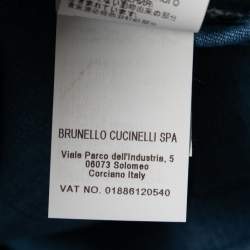 BRUNELLO CUCINELLI SPA
Viale Parco dell'Industria, 5
06073 Solomeo
Corciano Italy
VAT NO. 01886120540